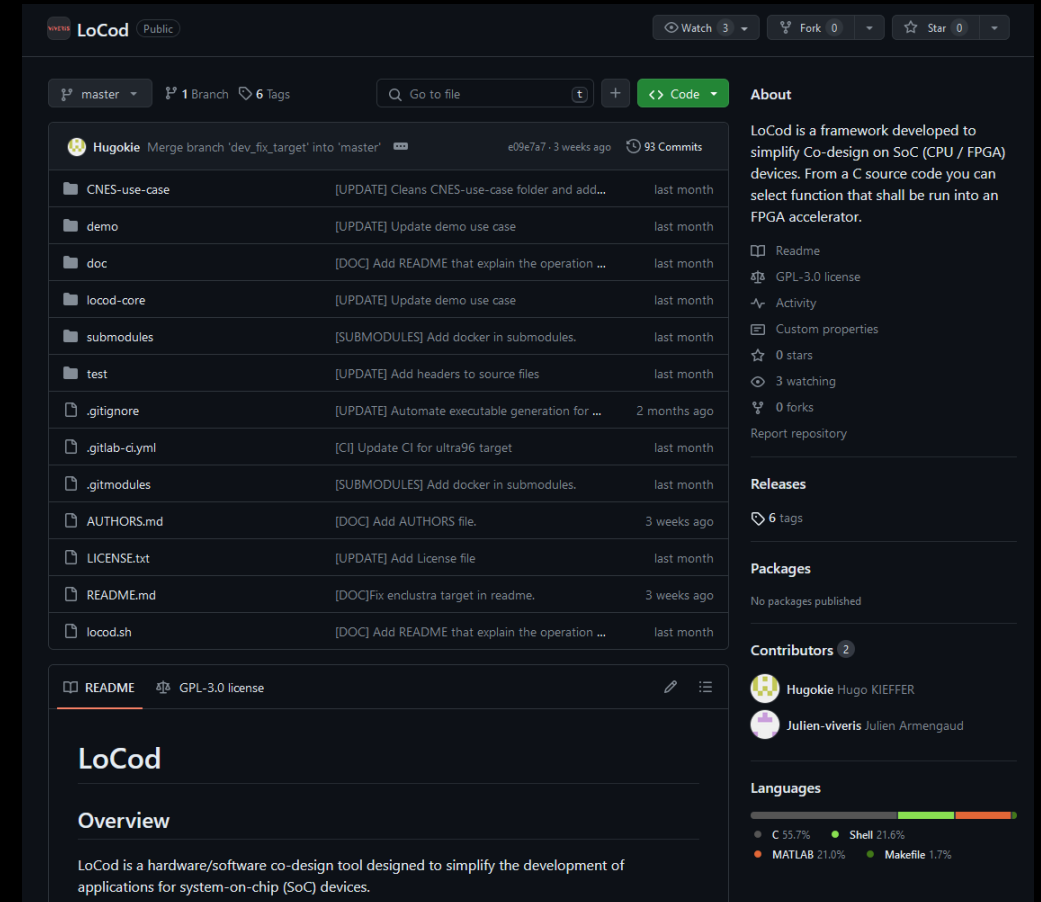 VIVERIS LoCod Public Watch 3 Fork 0 Star 0
master 1 Branch 6 Tags Go to file t + <> Code
Hugokie Merge branch 'dev_fix_target' into 'master' ... e09e7a7 · 3 weeks ago 93 Commits
CNES-use-case [UPDATE] Cleans CNES-use-case folder and add... last month
demo [UPDATE] Update demo use case last month
doc [DOC] Add README that explain the operation ... last month
locod-core [UPDATE] Update demo use case last month
submodules [SUBMODULES] Add docker in submodules. last month
test [UPDATE] Add headers to source files last month
.gitignore [UPDATE] Automate executable generation for ... 2 months ago
.gitlab-ci.yml [CI] Update CI for ultra96 target last month
.gitmodules [SUBMODULES] Add docker in submodules. last month
AUTHORS.md [DOC] Add AUTHORS file. 3 weeks ago
LICENSE.txt [UPDATE] Add License file last month
README.md [DOC]Fix enclustra target in readme. 3 weeks ago
locod.sh [DOC] Add README that explain the operation ... last month
README GPL-3.0 license
LoCod
Overview
LoCod is a hardware/software co-design tool designed to simplify the development of
applications for system-on-chip (SoC) devices.
About
LoCod is a framework developed to
simplify Co-design on SoC (CPU / FPGA)
devices. From a C source code you can
select function that shall be run into an
FPGA accelerator.
Readme
GPL-3.0 license
Activity
Custom properties
0 stars
3 watching
0 forks
Report repository
Releases
6 tags
Packages
No packages published
Contributors 2
Hugokie Hugo KIEFFER
Julien-viveris Julien Armengaud
Languages
C 55.7% Shell 21.6%
MATLAB 21.0% Makefile 1.7%